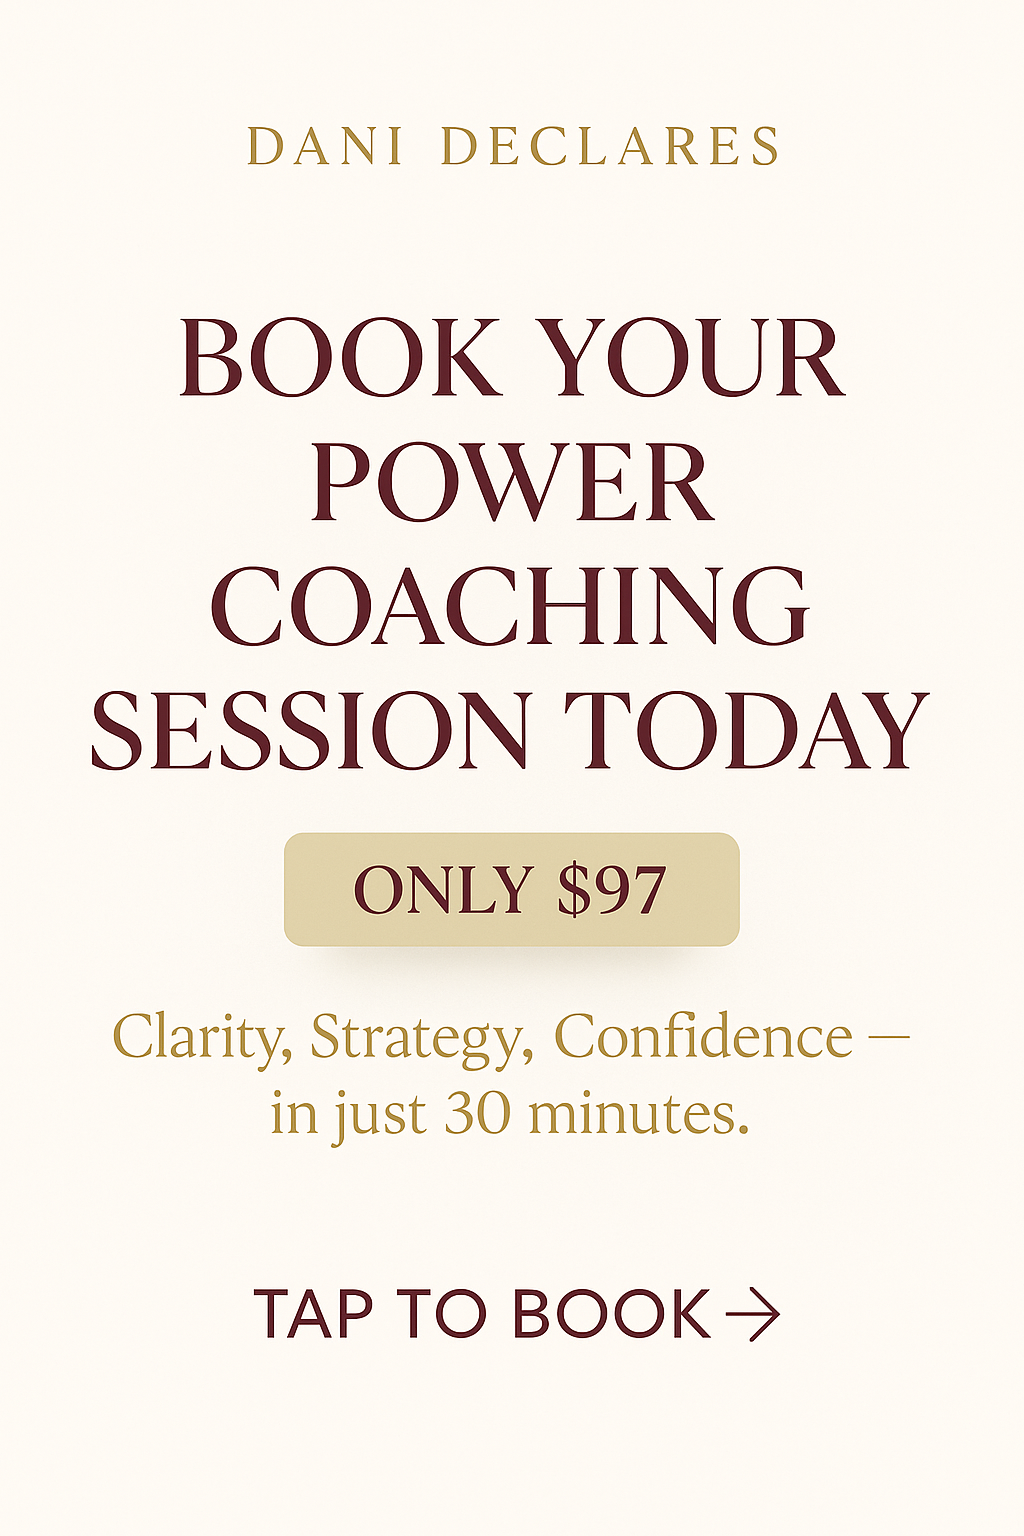 DANI DECLARES
BOOK YOUR
POWER
COACHING
SESSION TODAY
ONLY $97
Clarity, Strategy, Confidence —
in just 30 minutes.
TAP TO BOOK →